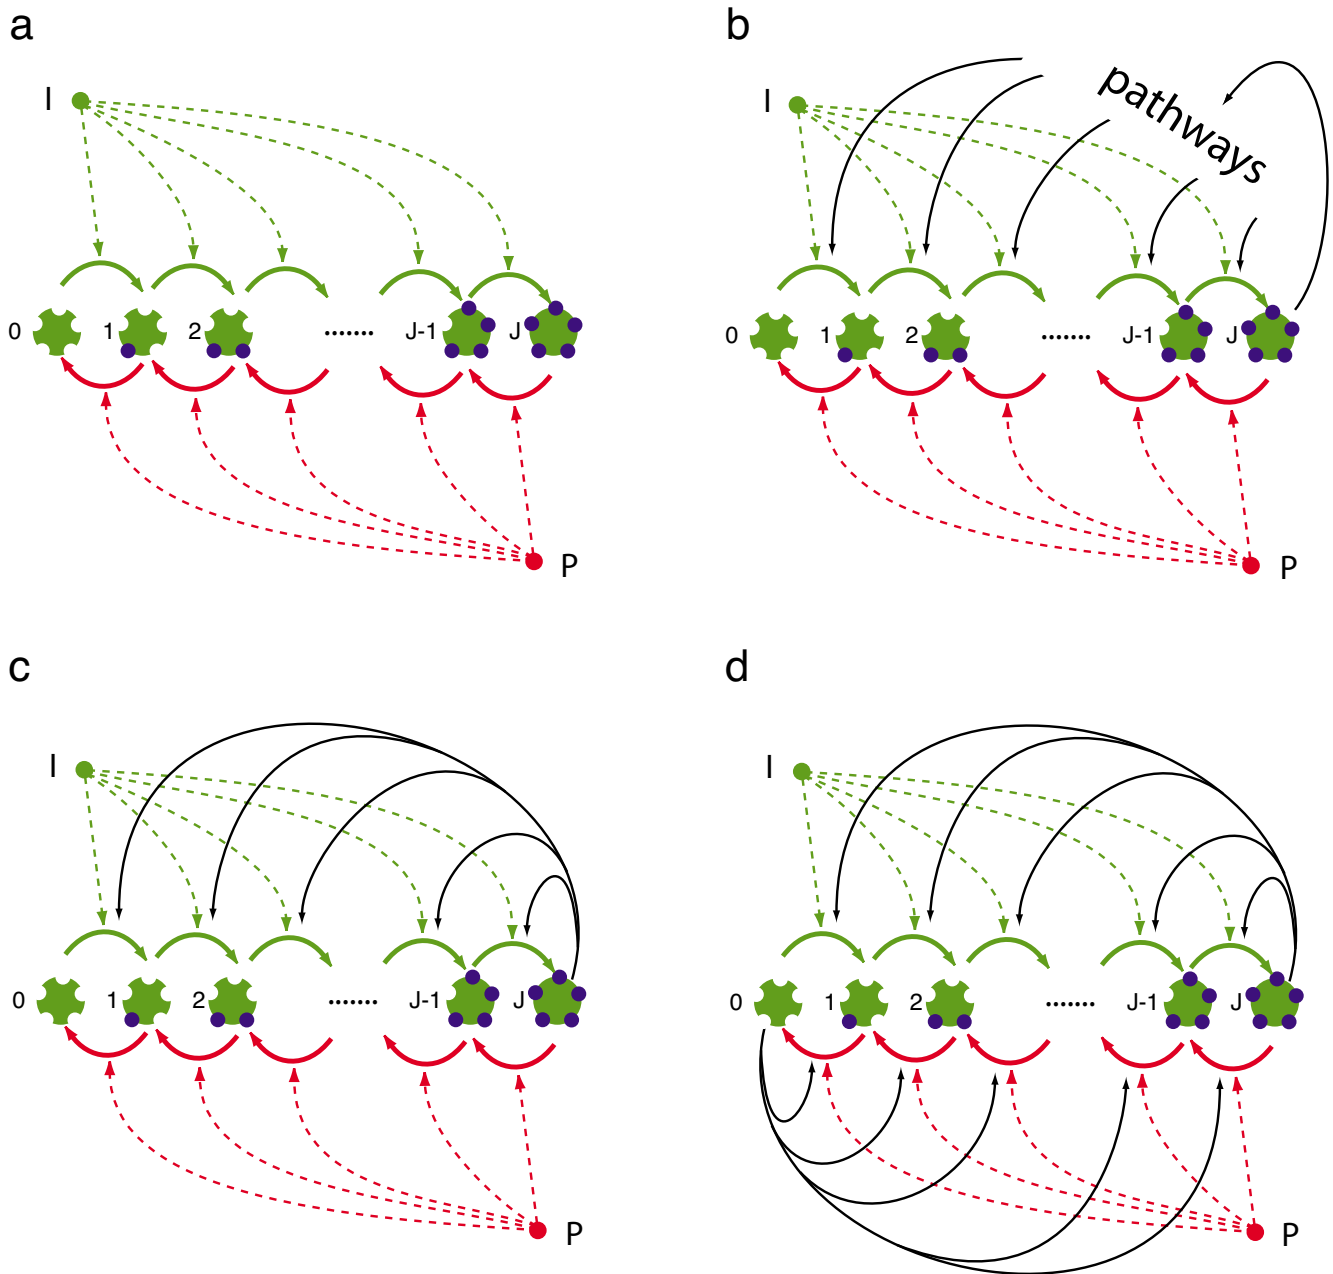 a
I
0 1 2 ....... J-1 J
P
b
I
pathways
0 1 2 ....... J-1 J
P
c
I
0 1 2 ....... J-1 J
P
d
I
0 1 2 ....... J-1 J
P